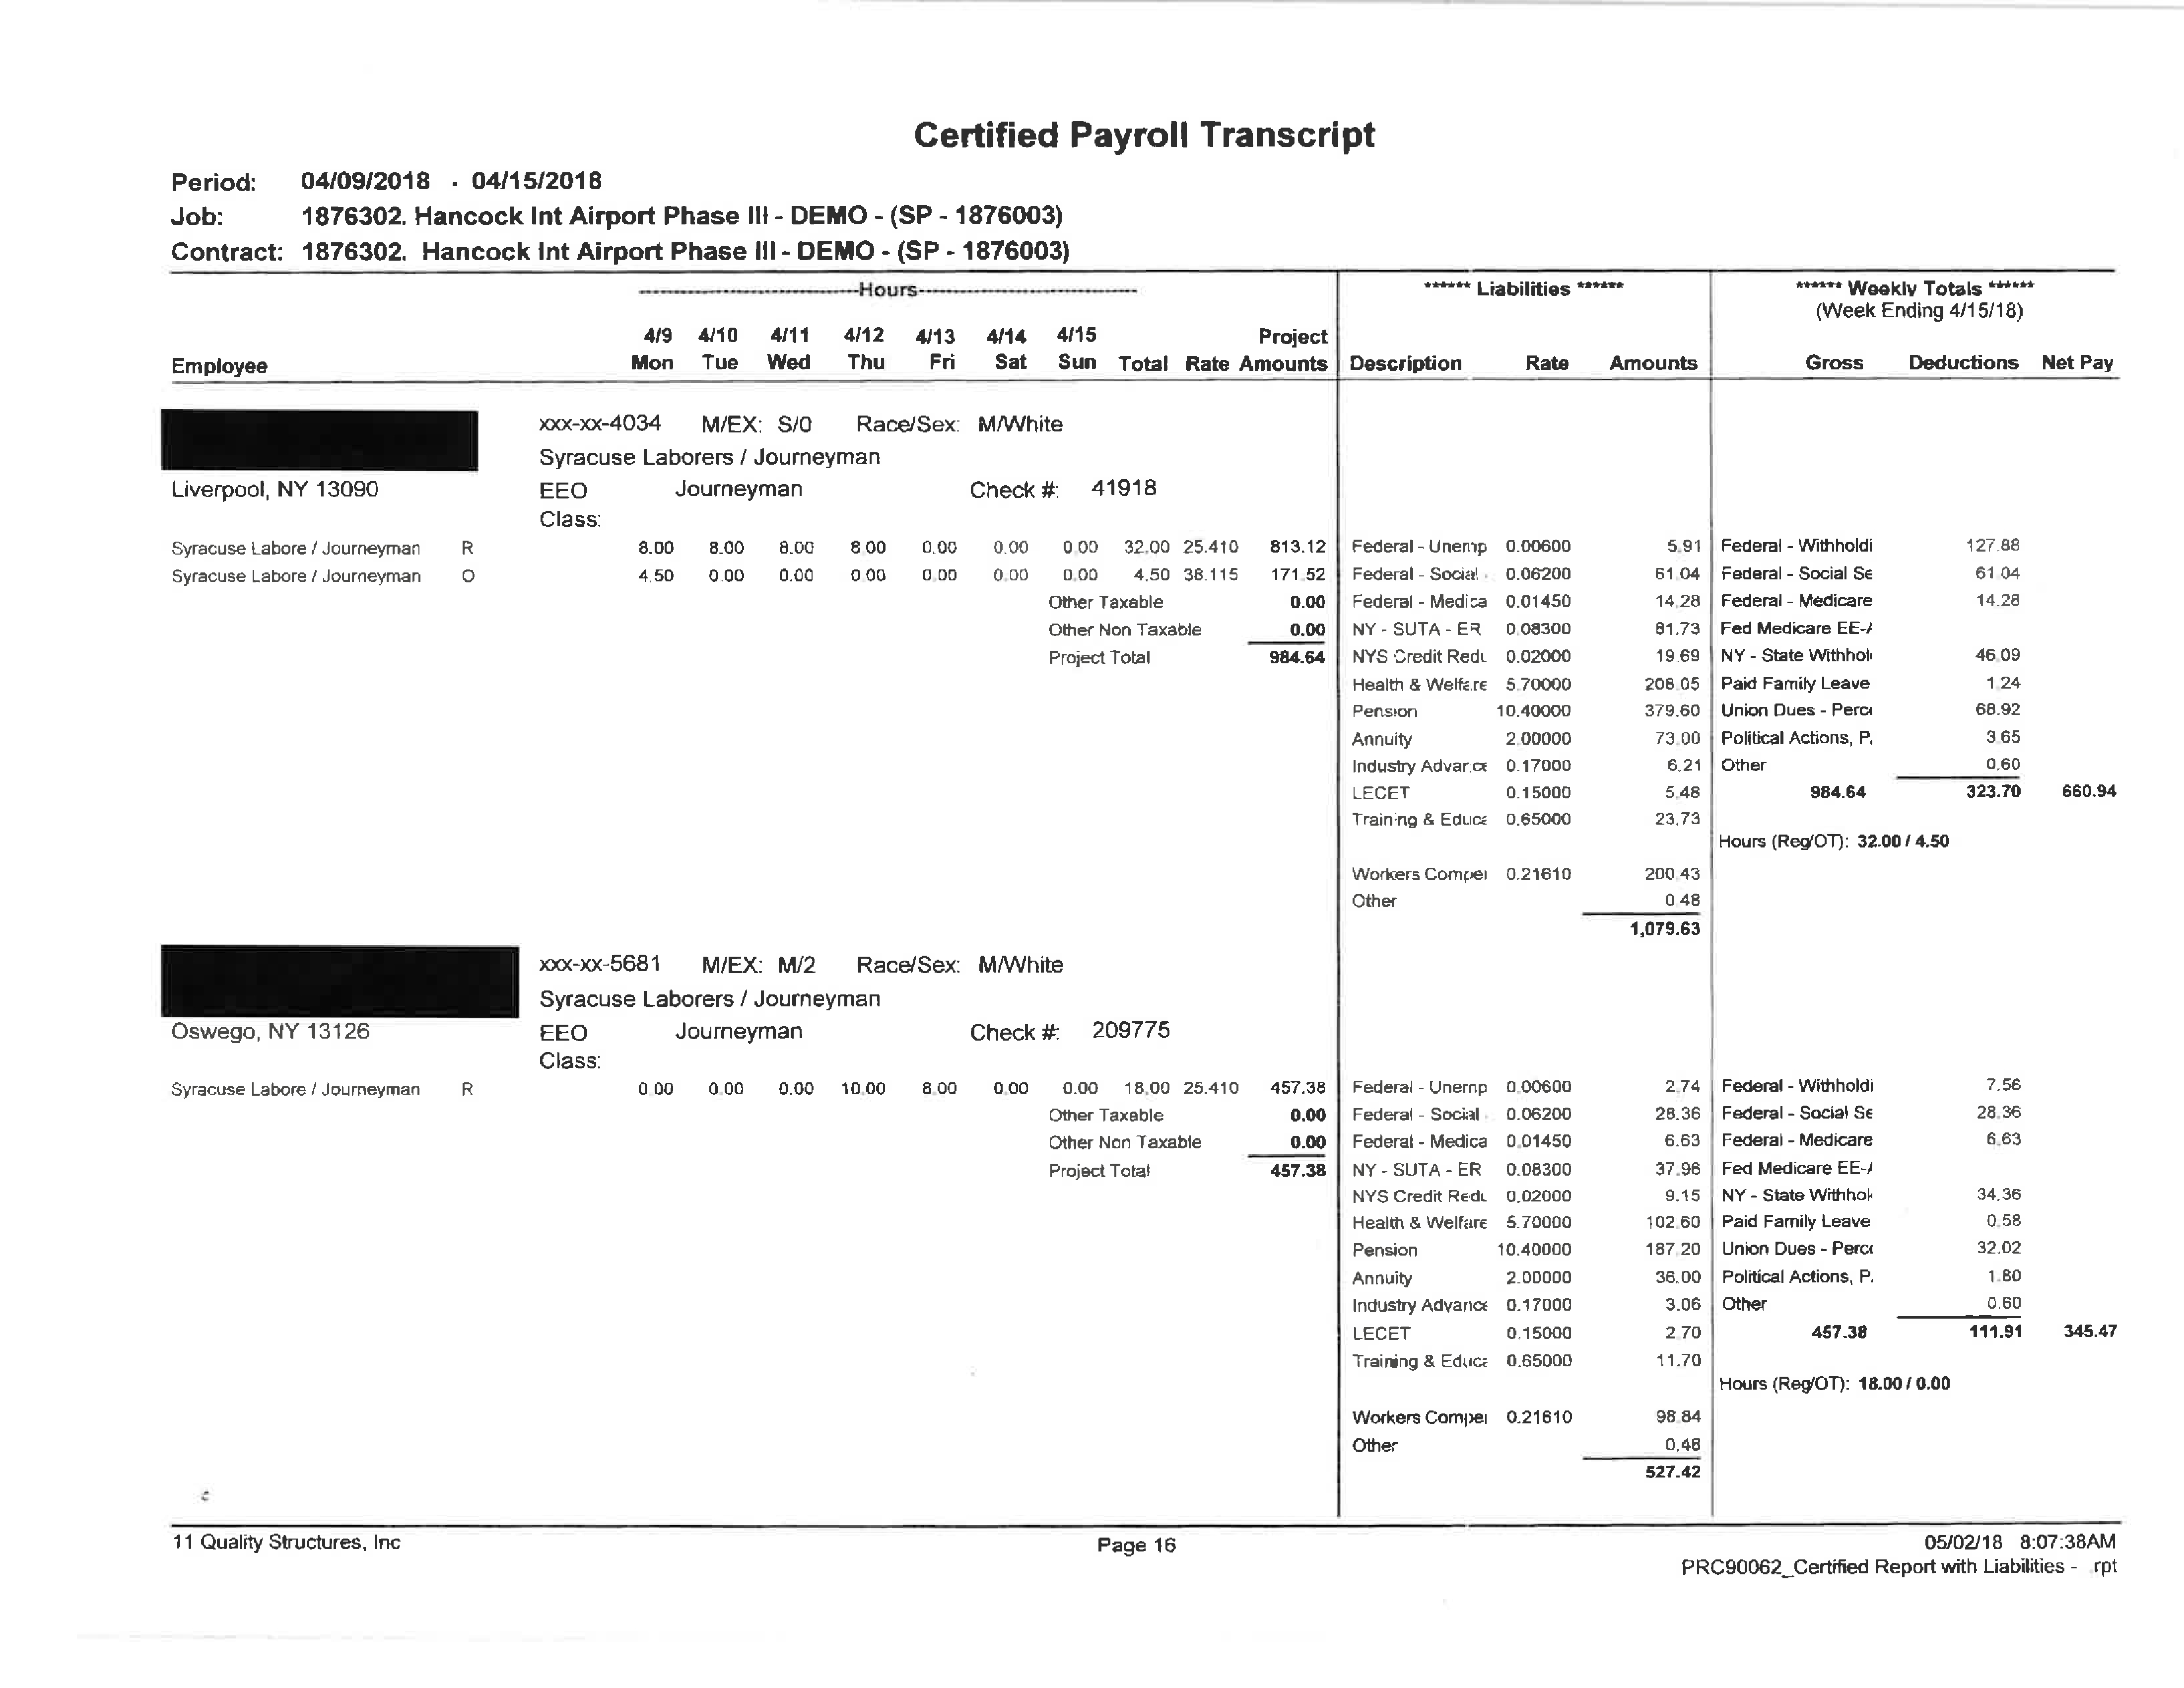 Certified Payroll Transcript
Period: 04/09/2018 - 04/15/2018
Job: 1876302. Hancock Int Airport Phase III - DEMO - (SP - 1876003)
Contract: 1876302. Hancock Int Airport Phase III - DEMO - (SP - 1876003)
Hours ****** Liabilities ****** ****** Weekly Totals ******
(Week Ending 4/15/18)
4/9 4/10 4/11 4/12 4/13 4/14 4/15 Project
Employee Mon Tue Wed Thu Fri Sat Sun Total Rate Amounts Description Rate Amounts Gross Deductions Net Pay
xxx-xx-4034 M/EX: S/0 Race/Sex: M/White
Syracuse Laborers / Journeyman
Liverpool, NY 13090 EEO Journeyman Check #: 41918
Class:
Syracuse Labore / Journeyman R 8.00 8.00 8.00 8.00 0.00 0.00 0.00 32.00 25.410 813.12 Federal - Unemp 0.00600 5.91 Federal - Withholdi 127.88
Syracuse Labore / Journeyman O 4.50 0.00 0.00 0.00 0.00 0.00 0.00 4.50 38.115 171.52 Federal - Social 0.06200 61.04 Federal - Social Se 61.04
Other Taxable 0.00 Federal - Medica 0.01450 14.28 Federal - Medicare 14.28
Other Non Taxable 0.00 NY - SUTA - ER 0.08300 81.73 Fed Medicare EE-A
Project Total 984.64 NYS Credit Redu 0.02000 19.69 NY - State Withhol 46.09
Health & Welfare 5.70000 208.05 Paid Family Leave 1.24
Pension 10.40000 379.60 Union Dues - Perce 68.92
Annuity 2.00000 73.00 Political Actions, P. 3.65
Industry Advance 0.17000 6.21 Other 0.60
LECET 0.15000 5.48 984.64 323.70 660.94
Training & Educa 0.65000 23.73
Hours (Reg/OT): 32.00 / 4.50
Workers Compe 0.21610 200.43
Other 0.48
1,079.63
xxx-xx-5681 M/EX: M/2 Race/Sex: M/White
Syracuse Laborers / Journeyman
Oswego, NY 13126 EEO Journeyman Check #: 209775
Class:
Syracuse Labore / Journeyman R 0.00 0.00 0.00 10.00 8.00 0.00 0.00 18.00 25.410 457.38 Federal - Unemp 0.00600 2.74 Federal - Withholdi 7.56
Other Taxable 0.00 Federal - Social 0.06200 28.36 Federal - Social Se 28.36
Other Non Taxable 0.00 Federal - Medica 0.01450 6.63 Federal - Medicare 6.63
Project Total 457.38 NY - SUTA - ER 0.08300 37.96 Fed Medicare EE-A
NYS Credit Redu 0.02000 9.15 NY - State Withhol 34.36
Health & Welfare 5.70000 102.60 Paid Family Leave 0.58
Pension 10.40000 187.20 Union Dues - Perce 32.02
Annuity 2.00000 36.00 Political Actions, P. 1.80
Industry Advance 0.17000 3.06 Other 0.60
LECET 0.15000 2.70 457.38 111.91 345.47
Training & Educa 0.65000 11.70
Hours (Reg/OT): 18.00 / 0.00
Workers Compe 0.21610 98.84
Other 0.48
527.42
11 Quality Structures, Inc Page 16 05/02/18 8:07:38AM
PRC90062_Certified Report with Liabilities - .rpt